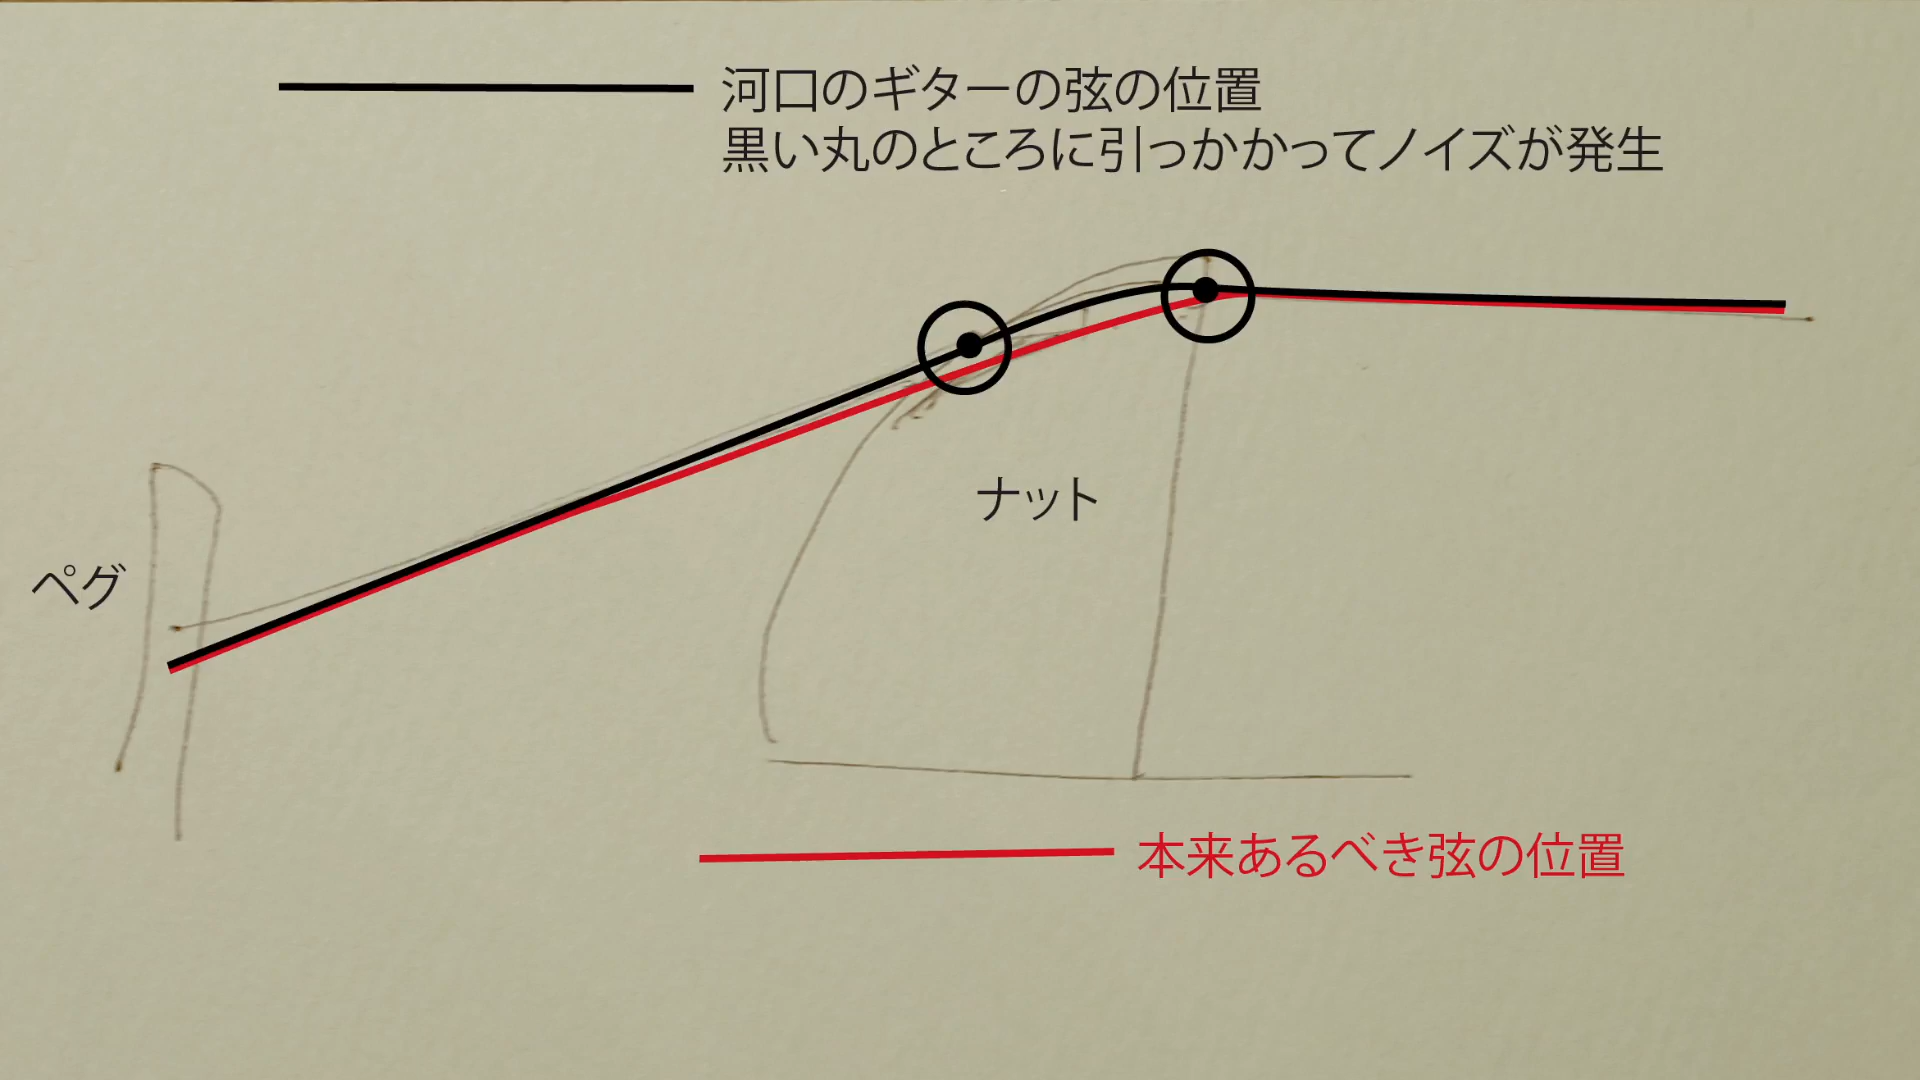 河口のギターの弦の位置
黒い丸のところに引っかかってノイズが発生
ナット
ペグ
本来あるべき弦の位置